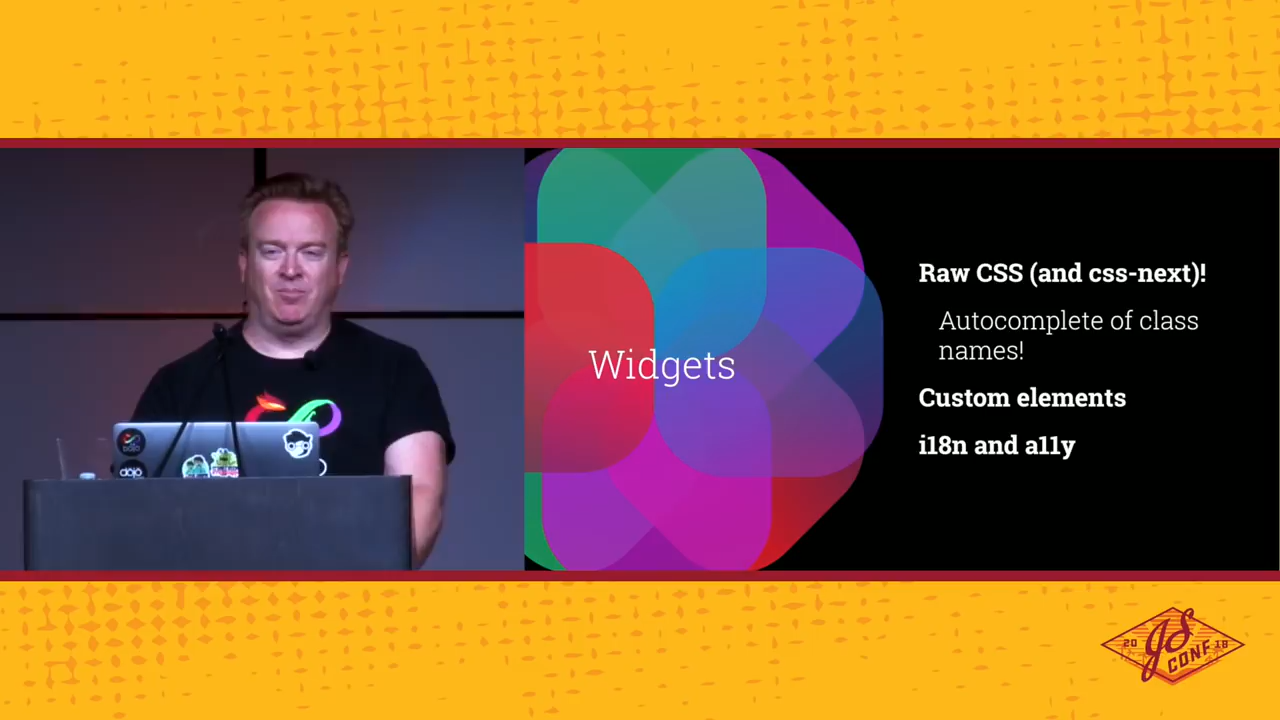 Widgets
Raw CSS (and css-next)!
Autocomplete of class
names!
Custom elements
i18n and a11y
dojo
20 JS 18
CONF